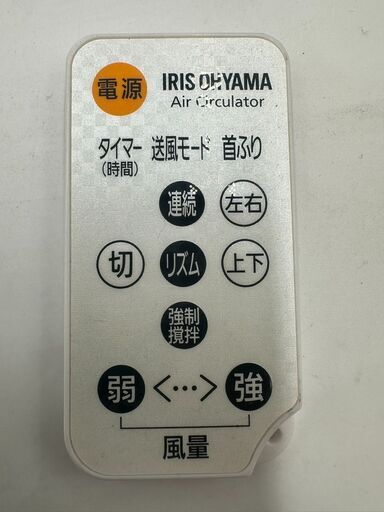 電源
IRIS OHYAMA
Air Circulator
タイマー 送風モード 首ふり
(時間)
連続 左右
切 リズム 上下
強制
撹拌
弱 <…> 強
風量